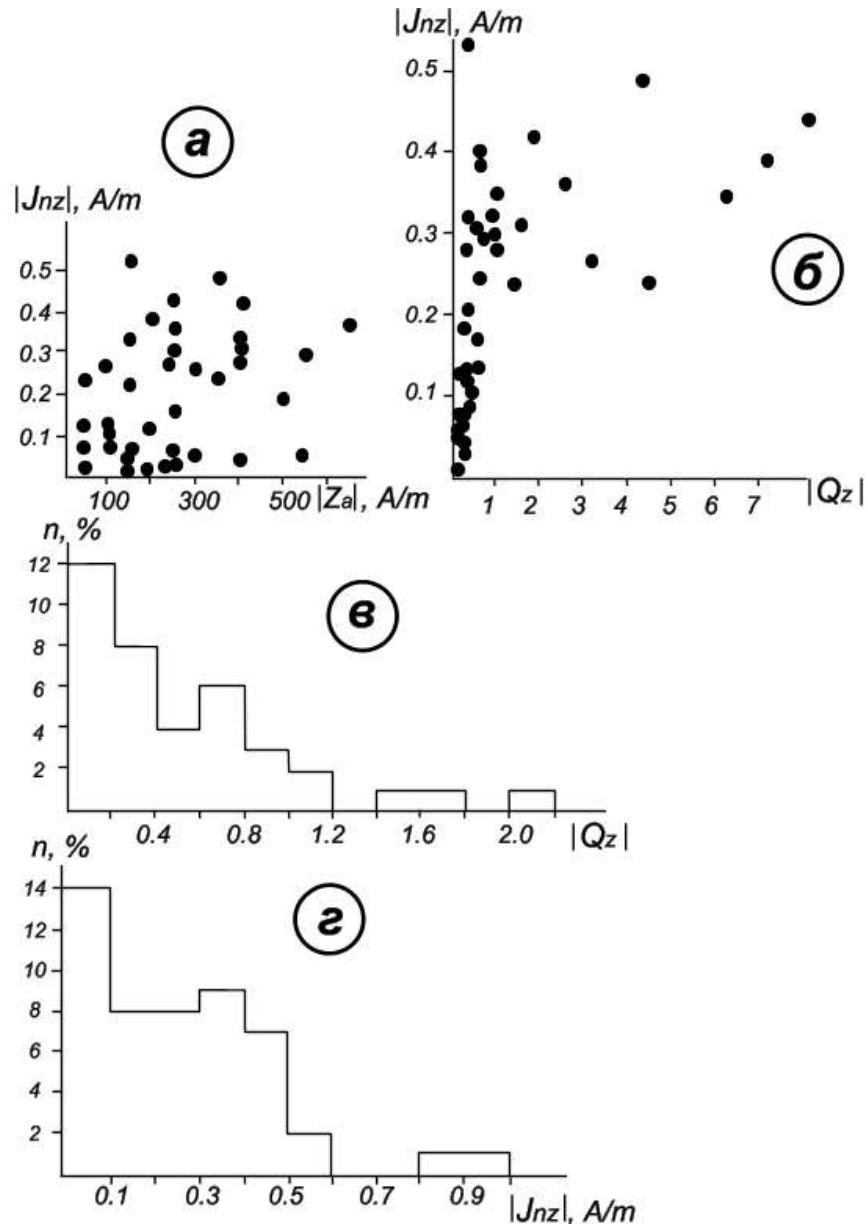 |Jnz|, A/m
0.5
0.4
0.3
0.2
0.1
а
100 300 500 |Za|, A/m
|Jnz|, A/m
0.5
0.4
0.3
0.2
0.1
б
1 2 3 4 5 6 7 |Qz|
n, %
12
10
8
6
4
2
в
0.4 0.8 1.2 1.6 2.0 |Qz|
n, %
14
12
10
8
6
4
2
г
0.1 0.3 0.5 0.7 0.9 |Jnz|, A/m